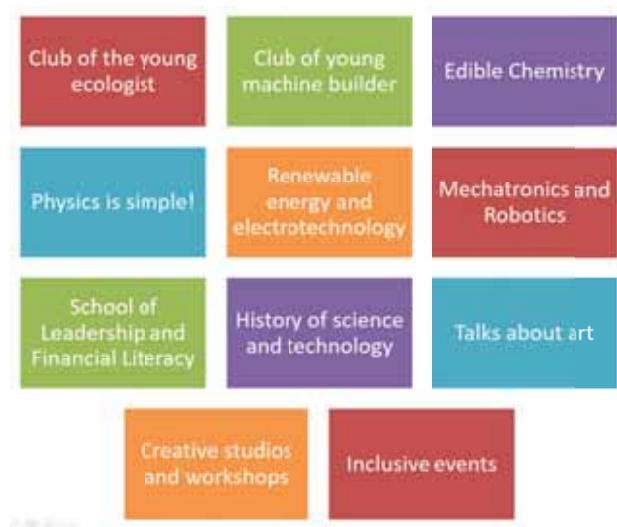 Club of the young
ecologist
Club of young
machine builder
Edible Chemistry
Physics is simple!
Renewable
energy and
electrotechnology
Mechatronics and
Robotics
School of
Leadership and
Financial Literacy
History of science
and technology
Talks about art
Creative studios
and workshops
Inclusive events